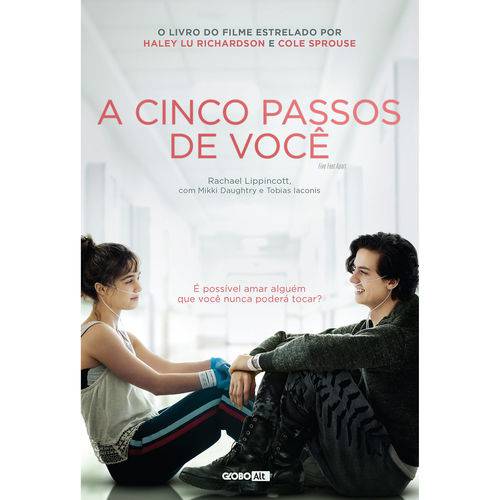 O LIVRO DO FILME ESTRELADO POR
HALEY LU RICHARDSON E COLE SPROUSE
A CINCO PASSOS
DE VOCÊ
Five Feet Apart
Rachael Lippincott,
com Mikki Daughtry e Tobias Iaconis
É possível amar alguém
que você nunca poderá tocar?
GLOBO Alt